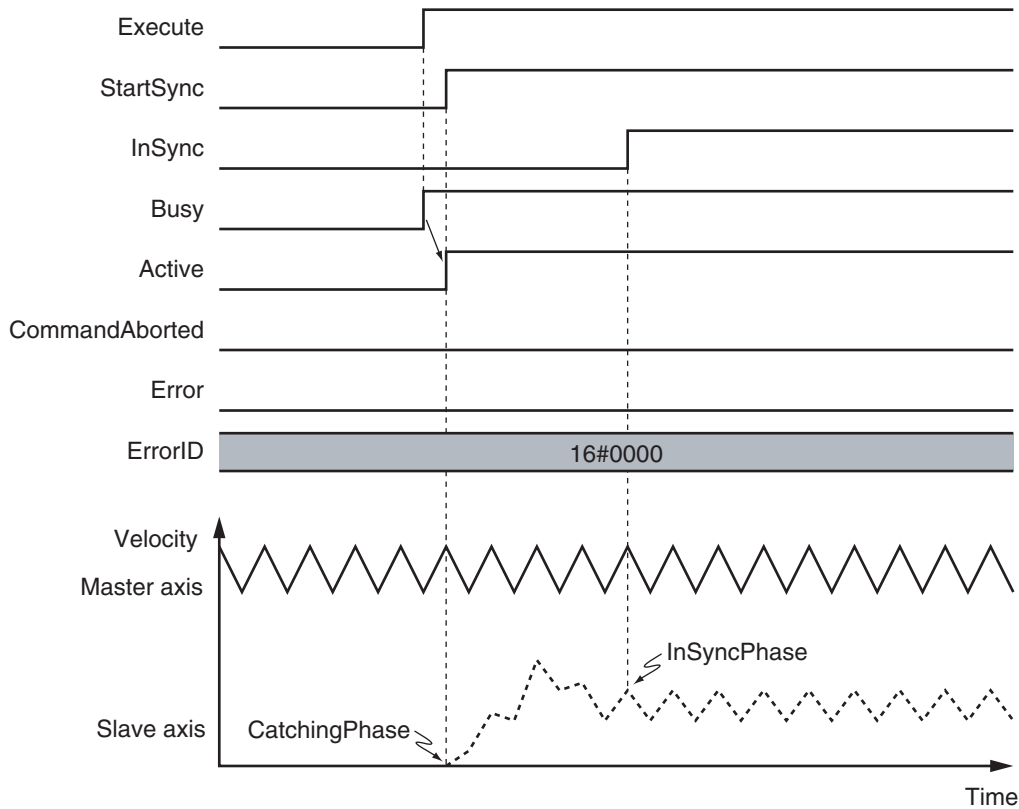 Execute
StartSync
InSync
Busy
Active
CommandAborted
Error
ErrorID
16#0000
Velocity
Master axis
InSyncPhase
Slave axis
CatchingPhase
Time